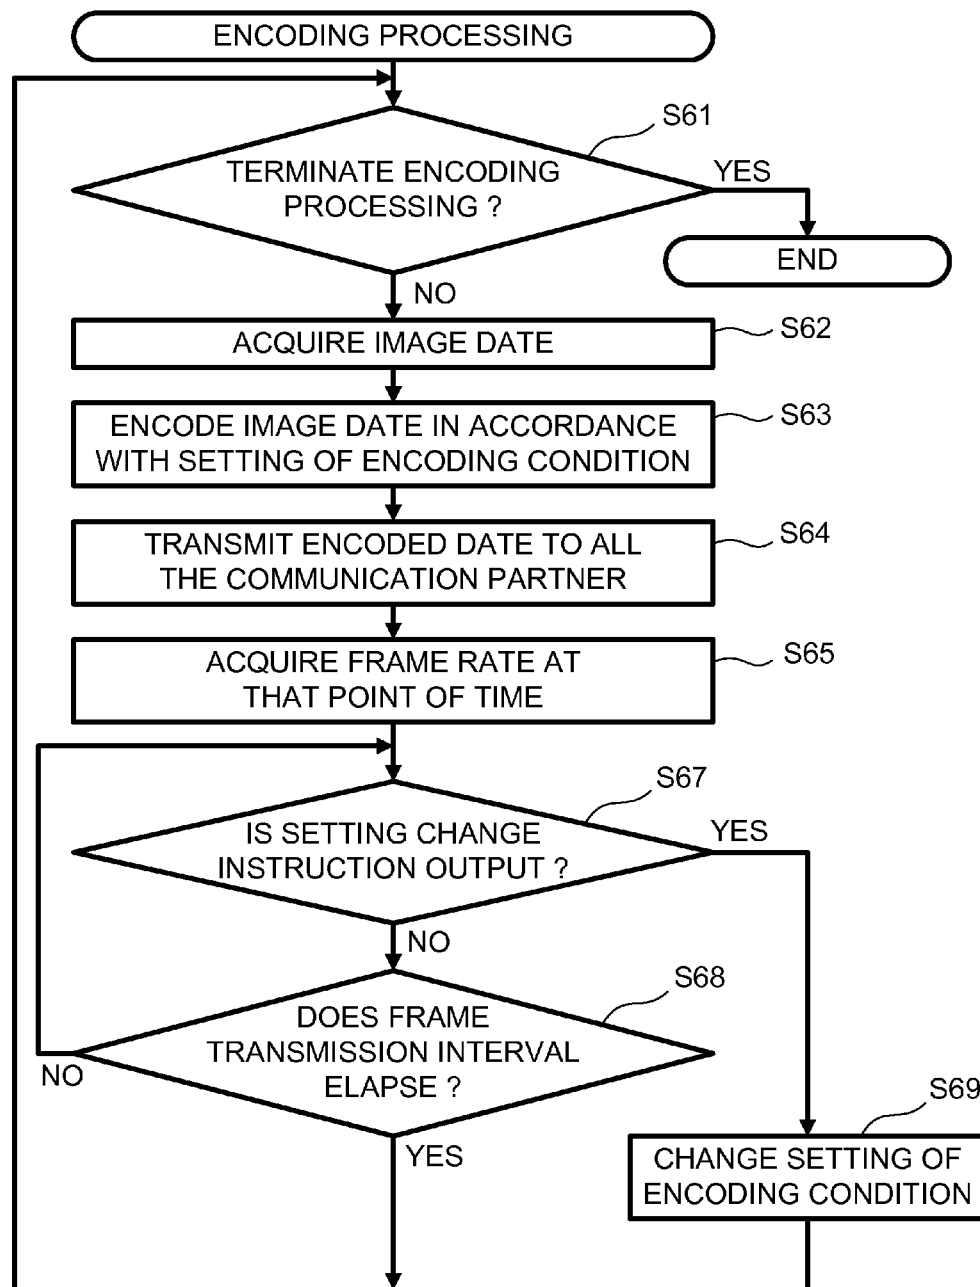 ENCODING PROCESSING
S61
TERMINATE ENCODING
PROCESSING ?
YES
END
NO
S62
ACQUIRE IMAGE DATE
S63
ENCODE IMAGE DATE IN ACCORDANCE
WITH SETTING OF ENCODING CONDITION
S64
TRANSMIT ENCODED DATE TO ALL
THE COMMUNICATION PARTNER
S65
ACQUIRE FRAME RATE AT
THAT POINT OF TIME
S67
IS SETTING CHANGE
INSTRUCTION OUTPUT ?
YES
NO
S68
DOES FRAME
TRANSMISSION INTERVAL
ELAPSE ?
NO
YES
S69
CHANGE SETTING OF
ENCODING CONDITION